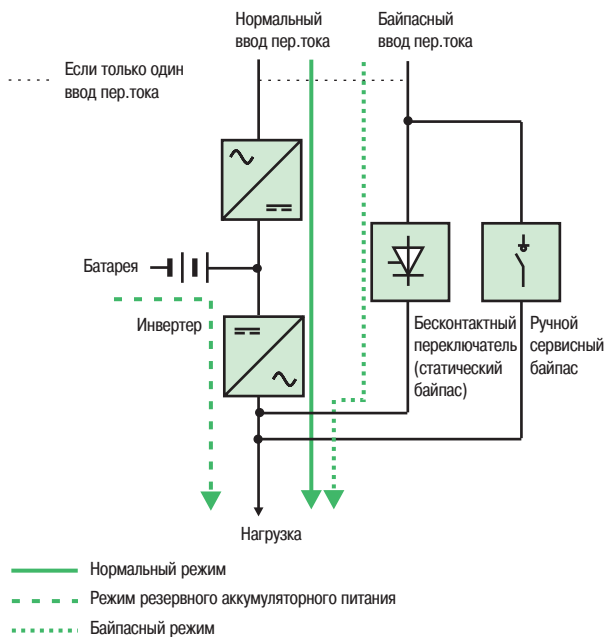 Нормальный
ввод пер.тока
Байпасный
ввод пер.тока
Если только один
ввод пер.тока
Батарея
Инвертер
Бесконтактный
переключатель
(статический
байпас)
Ручной
сервисный
байпас
Нагрузка
Нормальный режим
Режим резервного аккумуляторного питания
Байпасный режим